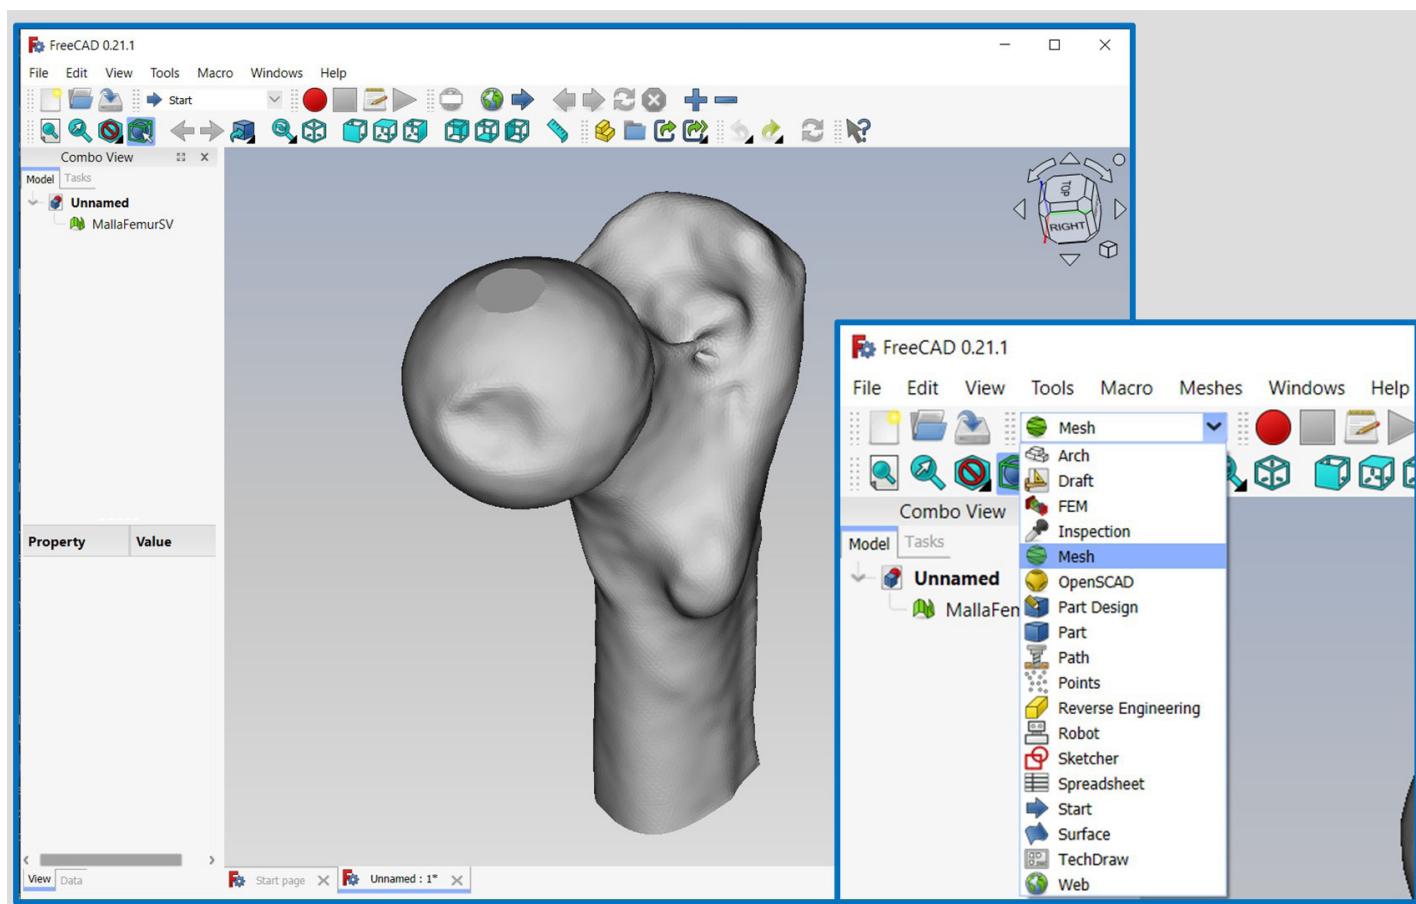 FreeCAD 0.21.1
File Edit View Tools Macro Windows Help
Start
Combo View
Model Tasks
Unnamed
MallaFemurSV
TOP
RIGHT
Property Value
View Data
Start page Unnamed : 1*
FreeCAD 0.21.1
File Edit View Tools Macro Meshes Windows Help
Mesh
Arch
Draft
FEM
Inspection
Mesh
OpenSCAD
Part Design
Part
Path
Points
Reverse Engineering
Robot
Sketcher
Spreadsheet
Start
Surface
TechDraw
Web
Combo View
Model Tasks
Unnamed
MallaFem